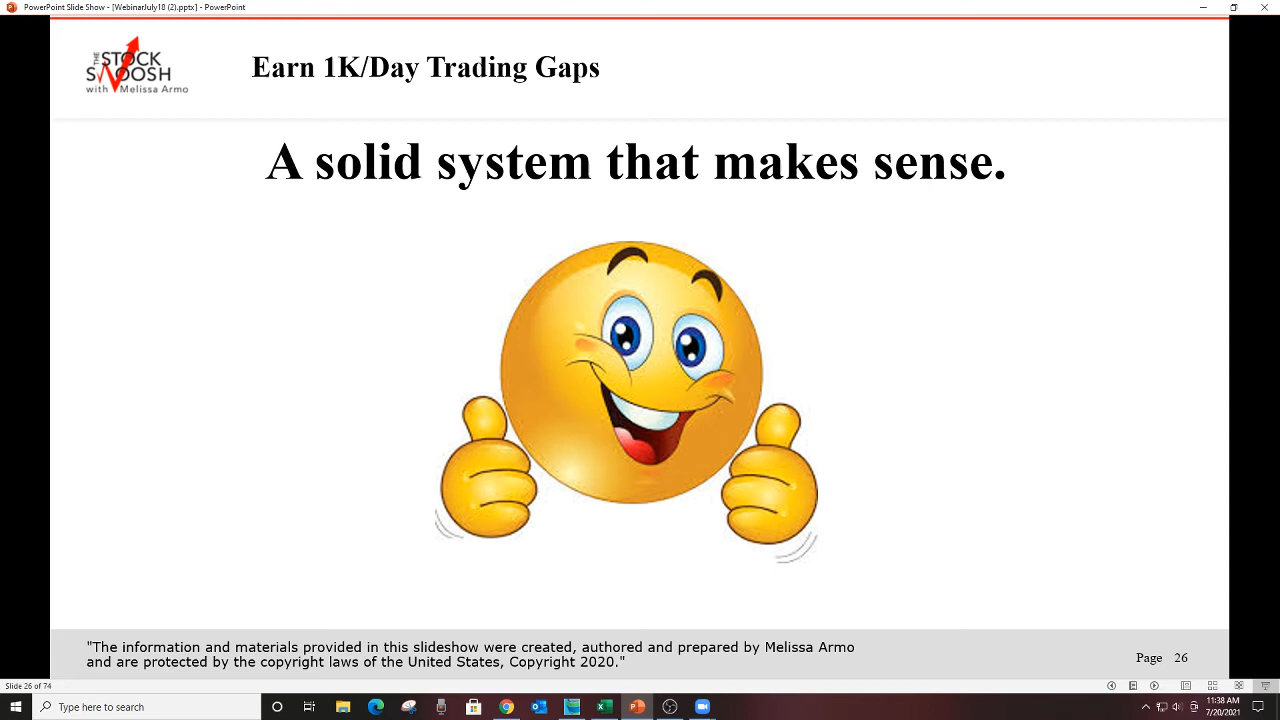 PowerPoint Slide Show - [WebinarJuly18 (2).pptx] - PowerPoint
THE STOCK
SWOOSH
with Melissa Armo
Earn 1K/Day Trading Gaps
A solid system that makes sense.
"The information and materials provided in this slideshow were created, authored and prepared by Melissa Armo
and are protected by the copyright laws of the United States, Copyright 2020."
Page 26
Slide 26 of 74
Type here to search
11:38 AM
7/20/2021